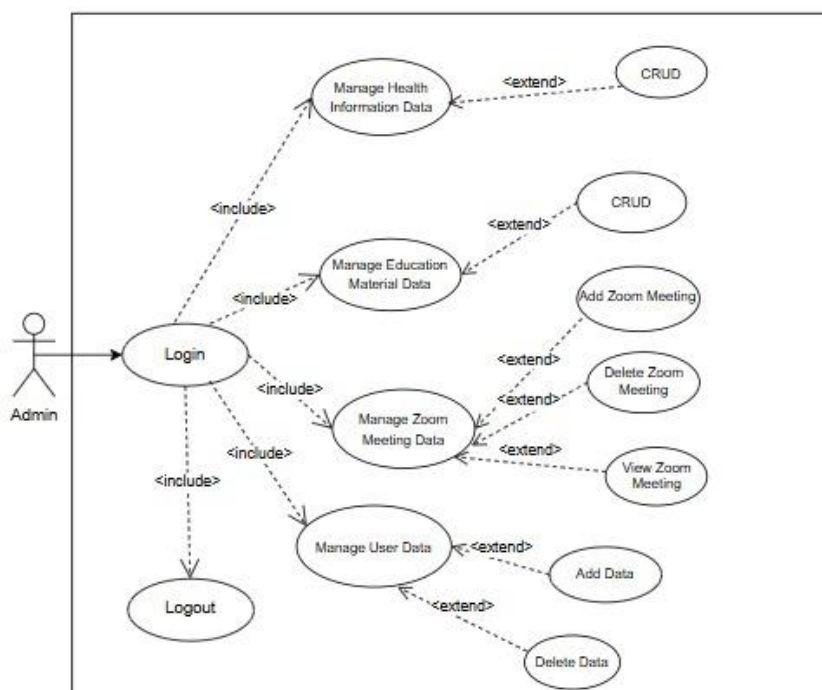 Manage Health
Information Data
<extend>
CRUD
<include>
CRUD
<extend>
Manage Education
Material Data
<include>
Add Zoom Meeting
Login
<extend>
Delete Zoom
Meeting
Admin
<include>
<extend>
Manage Zoom
Meeting Data
<extend>
View Zoom
Meeting
<include>
<include>
Manage User Data
<extend>
Add Data
Logout
<extend>
Delete Data